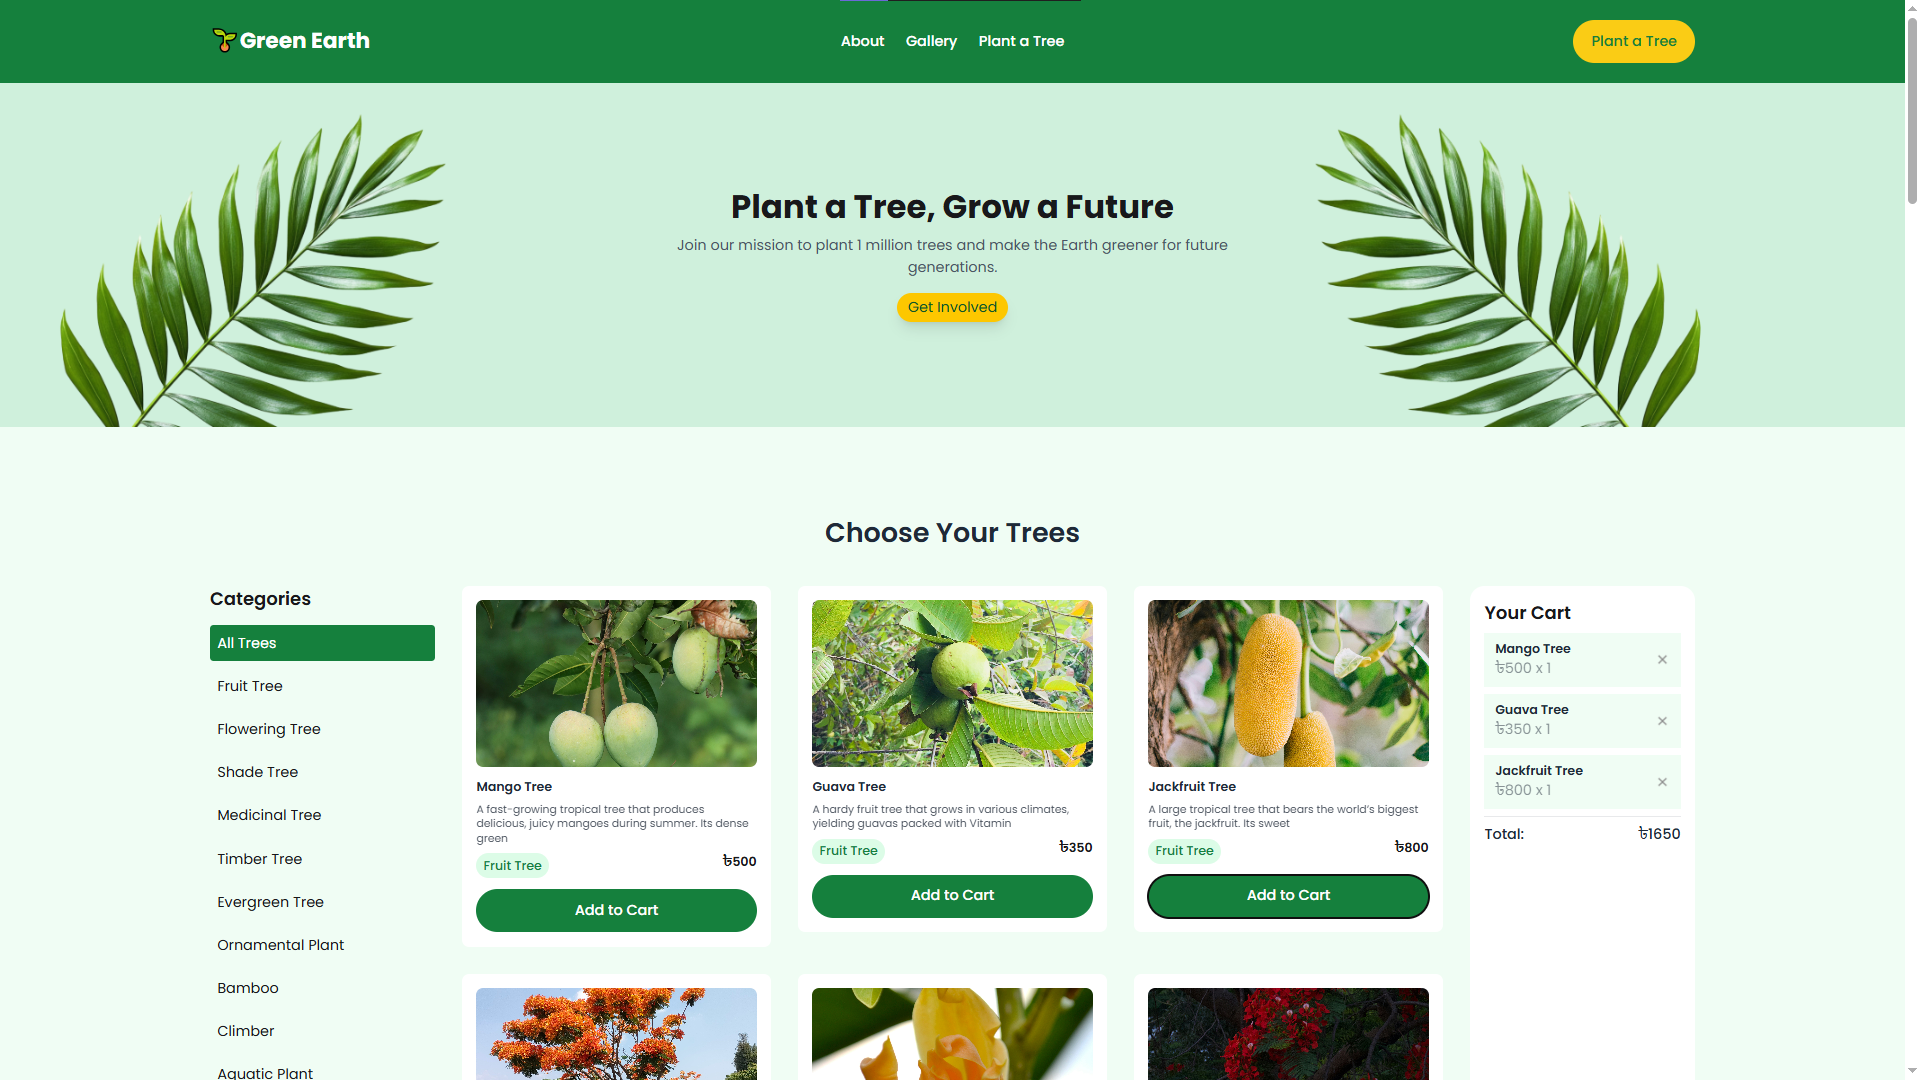 Green Earth
About
Gallery
Plant a Tree
Plant a Tree
Plant a Tree, Grow a Future
Join our mission to plant 1 million trees and make the Earth greener for future
generations.
Get Involved
Choose Your Trees
Categories
All Trees
Fruit Tree
Flowering Tree
Shade Tree
Medicinal Tree
Timber Tree
Evergreen Tree
Ornamental Plant
Bamboo
Climber
Aquatic Plant
Mango Tree
A fast-growing tropical tree that produces
delicious, juicy mangoes during summer. Its dense
green
Fruit Tree
৳500
Add to Cart
Guava Tree
A hardy fruit tree that grows in various climates,
yielding guavas packed with Vitamin
Fruit Tree
৳350
Add to Cart
Jackfruit Tree
A large tropical tree that bears the world’s biggest
fruit, the jackfruit. Its sweet
Fruit Tree
৳800
Add to Cart
Your Cart
Mango Tree
৳500 x 1
Guava Tree
৳350 x 1
Jackfruit Tree
৳800 x 1
Total:
৳1650